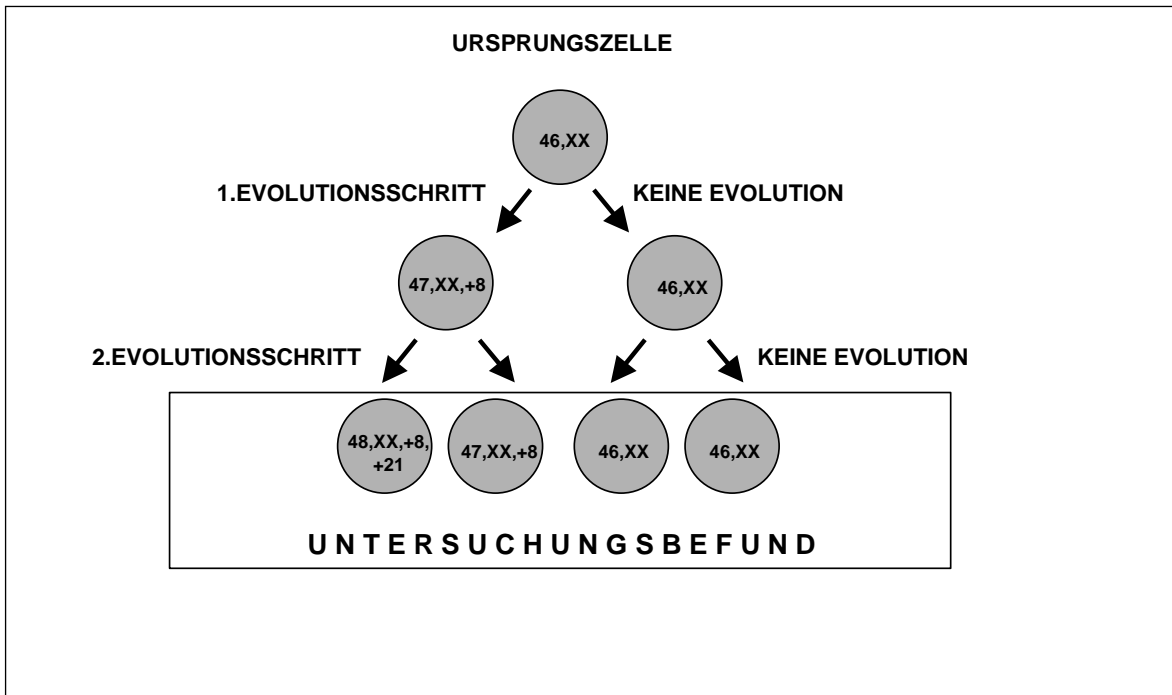 URSPRUNGSZELLE
46,XX
1.EVOLUTIONSSCHRITT
KEINE EVOLUTION
47,XX,+8
46,XX
2.EVOLUTIONSSCHRITT
KEINE EVOLUTION
48,XX,+8,
+21
47,XX,+8
46,XX
46,XX
U N T E R S U C H U N G S B E F U N D